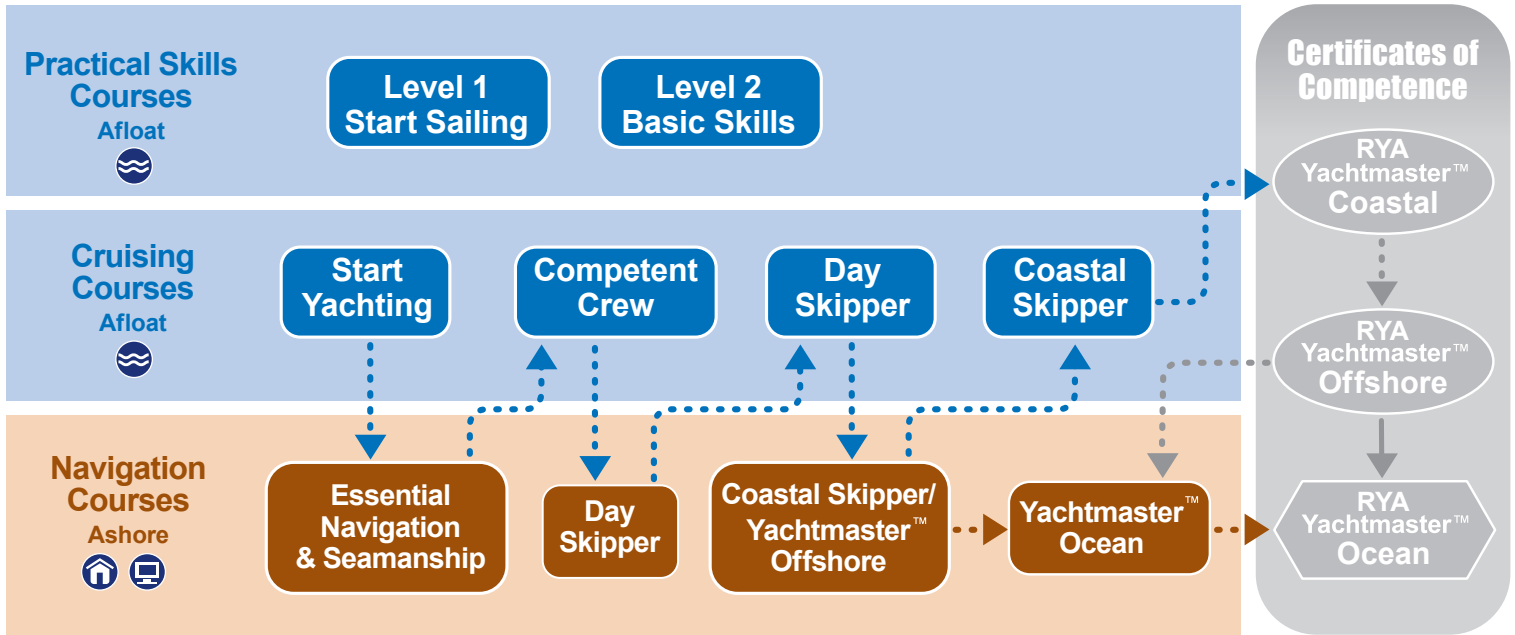 Practical Skills
Courses
Afloat
Level 1
Start Sailing
Level 2
Basic Skills
Cruising
Courses
Afloat
Start
Yachting
Competent
Crew
Day
Skipper
Coastal
Skipper
Navigation
Courses
Ashore
Essential
Navigation
& Seamanship
Day
Skipper
Coastal Skipper/
Yachtmaster™
Offshore
Yachtmaster™
Ocean
Certificates of
Competence
RYA
Yachtmaster™
Coastal
RYA
Yachtmaster™
Offshore
RYA
Yachtmaster™
Ocean